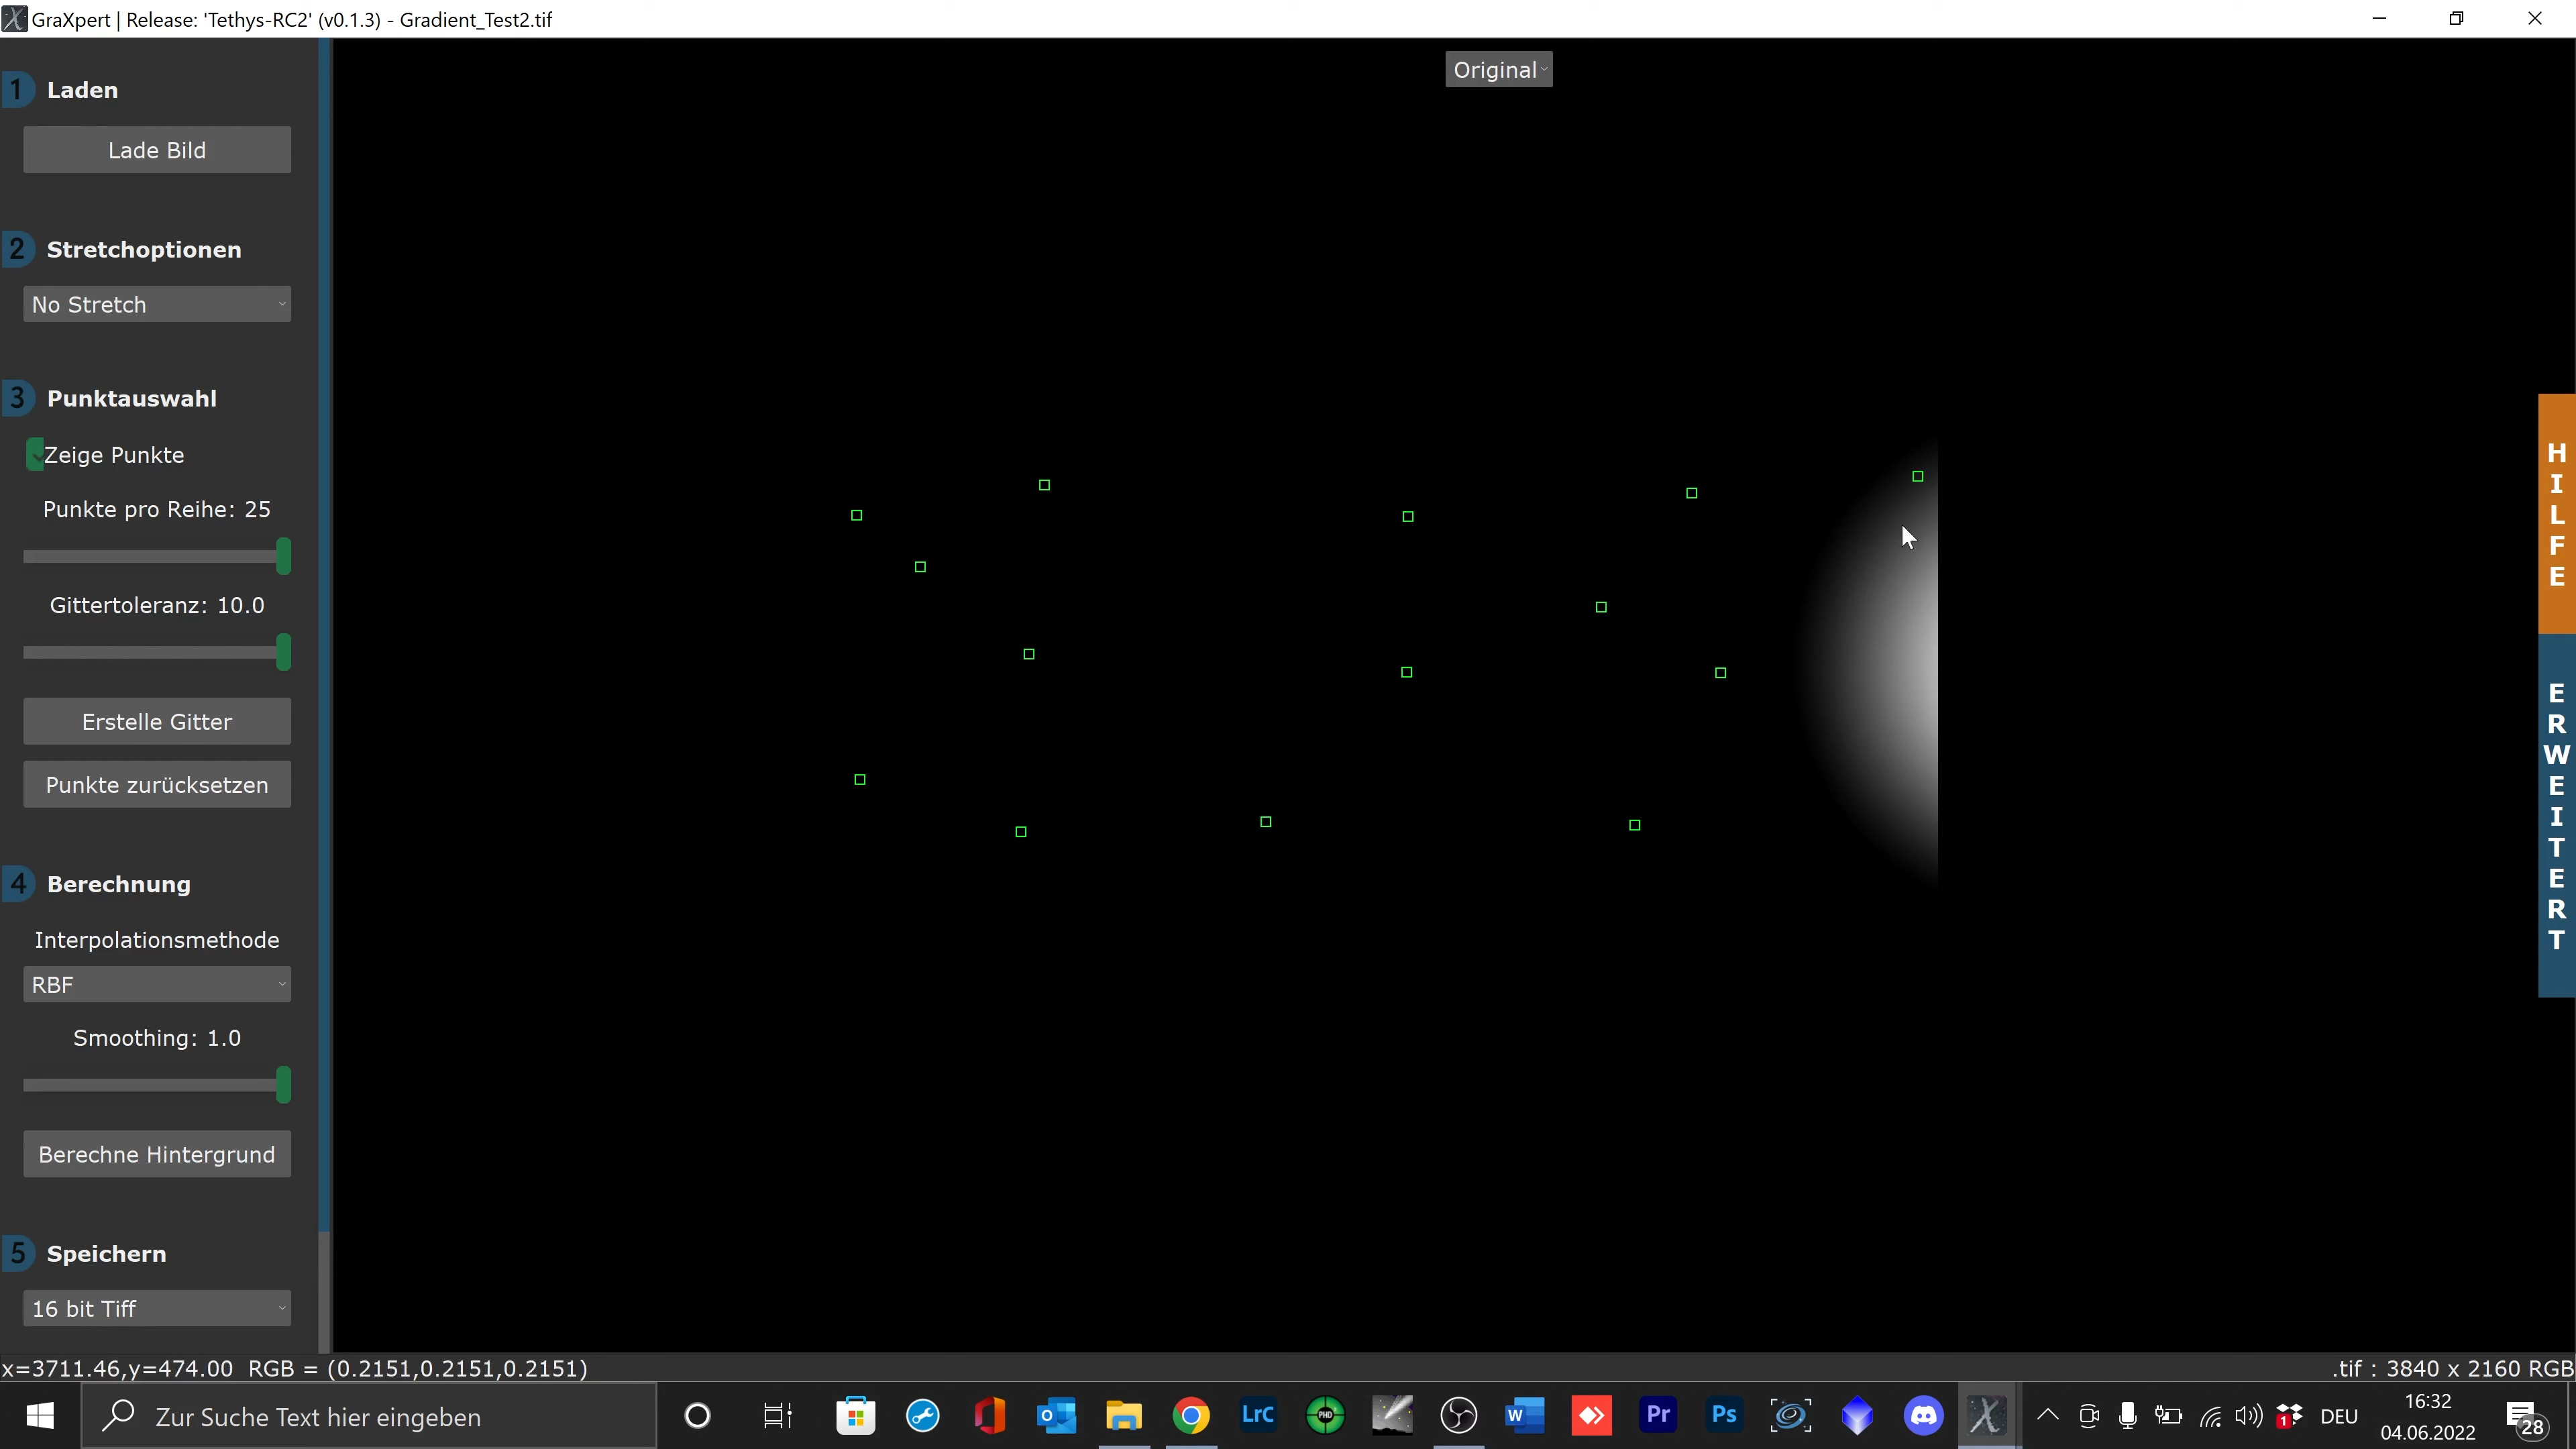 GraXpert | Release: 'Tethys-RC2' (v0.1.3) - Gradient_Test2.tif
Original
1 Laden
Lade Bild
2 Stretchoptionen
No Stretch
3 Punktauswahl
Zeige Punkte
Punkte pro Reihe: 25
Gittertoleranz: 10.0
Erstelle Gitter
Punkte zurücksetzen
4 Berechnung
Interpolationsmethode
RBF
Smoothing: 1.0
Berechne Hintergrund
5 Speichern
16 bit Tiff
HILFE
ERWEITERT
x=3711.46,y=474.00 RGB = (0.2151,0.2151,0.2151)
.tif : 3840 x 2160 RGB
Zur Suche Text hier eingeben
O
LrC
PHD
W
Pr
Ps
1
DEU
16:32
04.06.2022
28